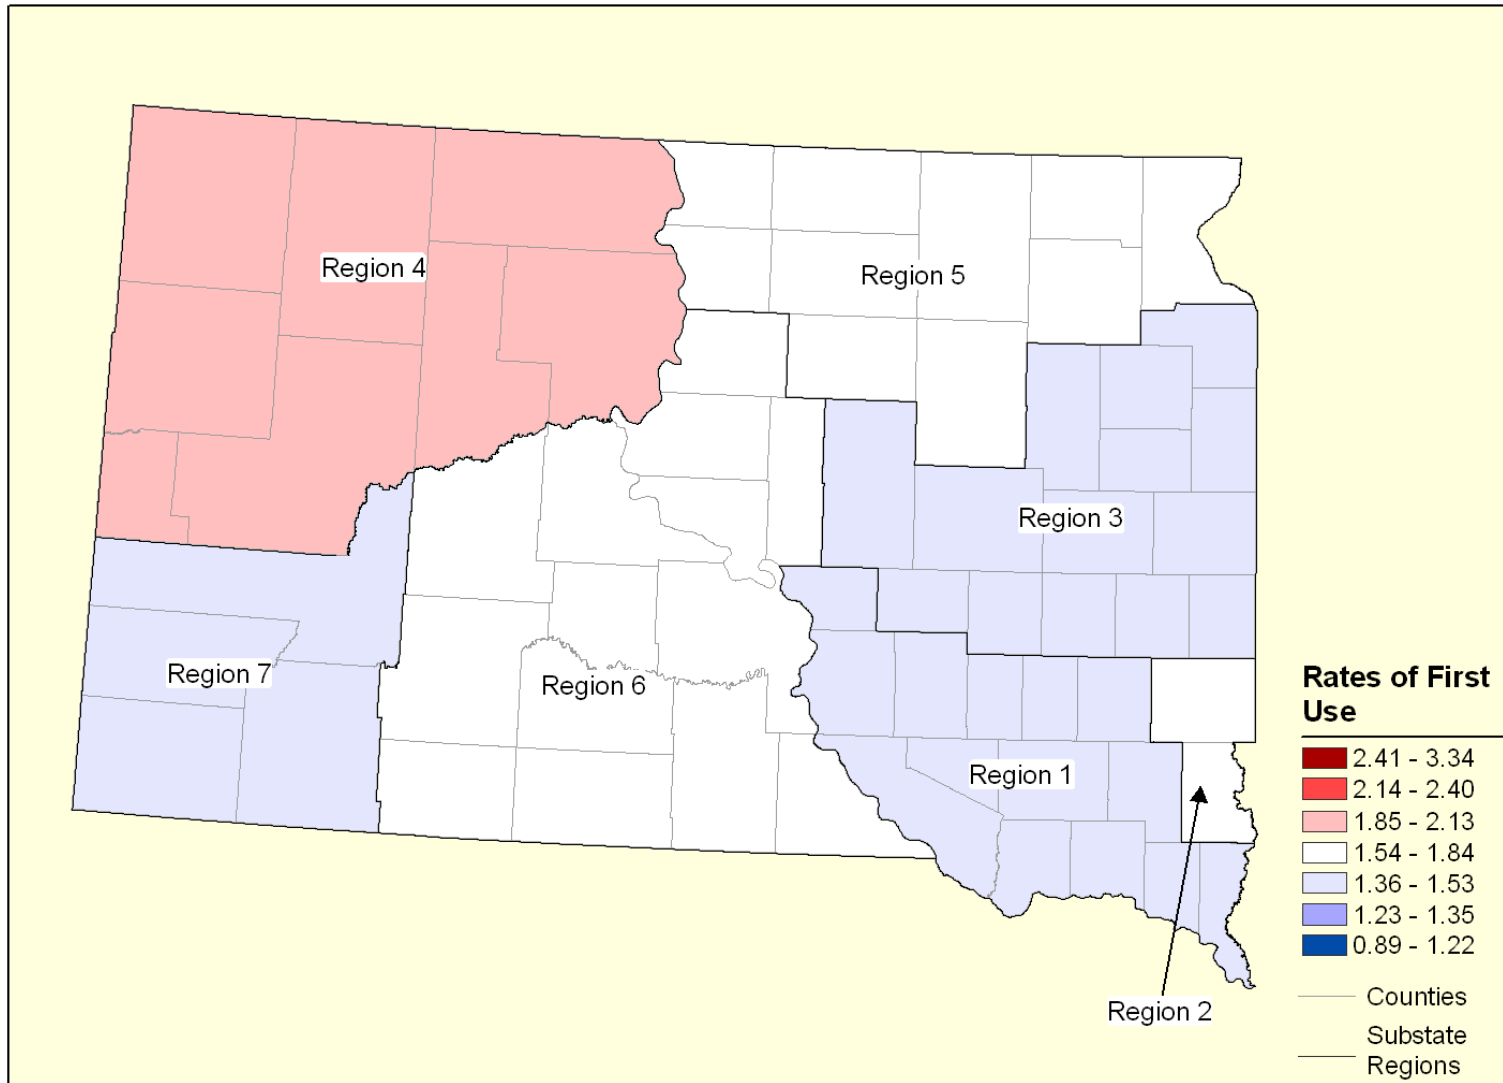 Region 4
Region 5
Region 3
Region 7
Region 6
Region 1
Region 2
Rates of First
Use
2.41 - 3.34
2.14 - 2.40
1.85 - 2.13
1.54 - 1.84
1.36 - 1.53
1.23 - 1.35
0.89 - 1.22
Counties
Substate
Regions